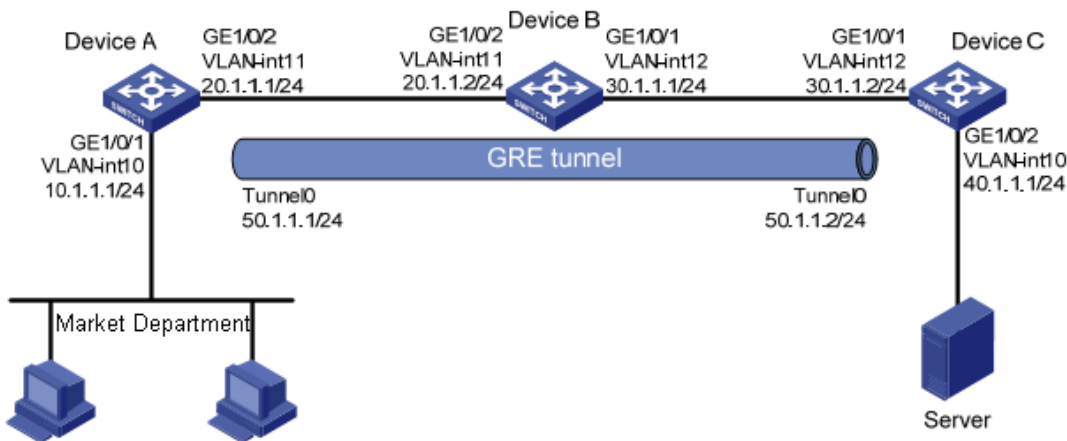 Device B
Device A
GE1/0/2
VLAN-int11
20.1.1.1/24
GE1/0/2
VLAN-int11
20.1.1.2/24
GE1/0/1
VLAN-int12
30.1.1.1/24
GE1/0/1
VLAN-int12
30.1.1.2/24
Device C
SWITCH
SWITCH
SWITCH
GE1/0/1
VLAN-int10
10.1.1.1/24
GRE tunnel
GE1/0/2
VLAN-int10
40.1.1.1/24
Tunnel0
50.1.1.1/24
Tunnel0
50.1.1.2/24
Market Department
Server